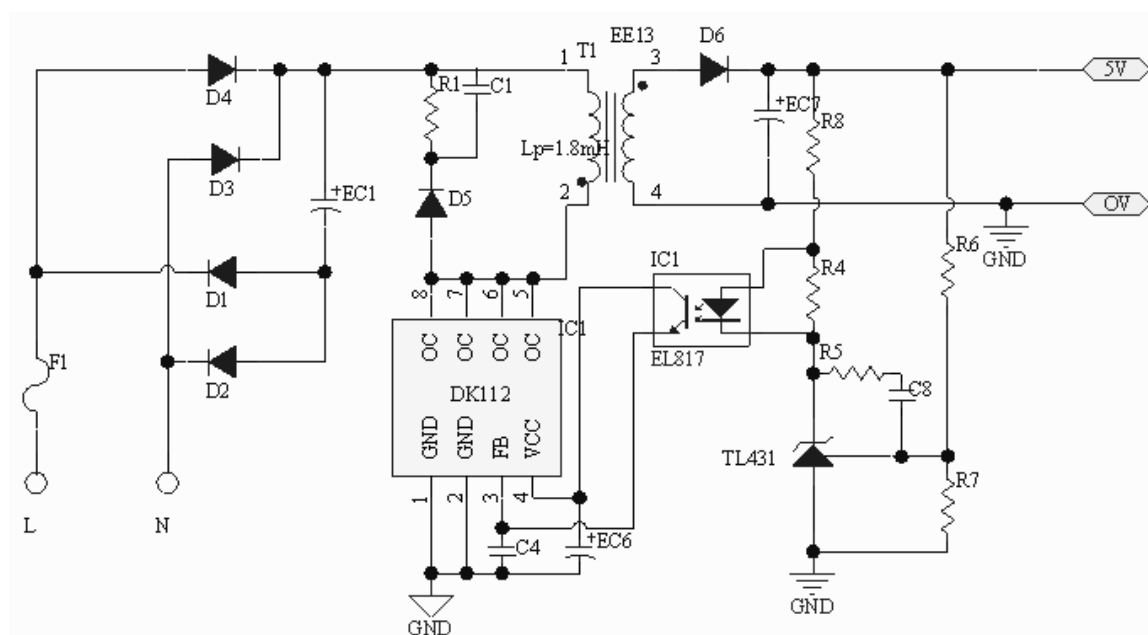 T1
EE13
D6
1
3
5V
D4
R1
C1
+EC7
R8
Lp=1.8mH
D3
D5
+EC1
2
4
OV
IC1
R6
GND
R4
D1
8
7
6
5
IC1
OC
OC
OC
OC
EL817
F1
D2
DK112
R5
C8
GND
GND
FB
VCC
TL431
R7
1
2
3
4
L
N
C4
+EC6
GND
GND